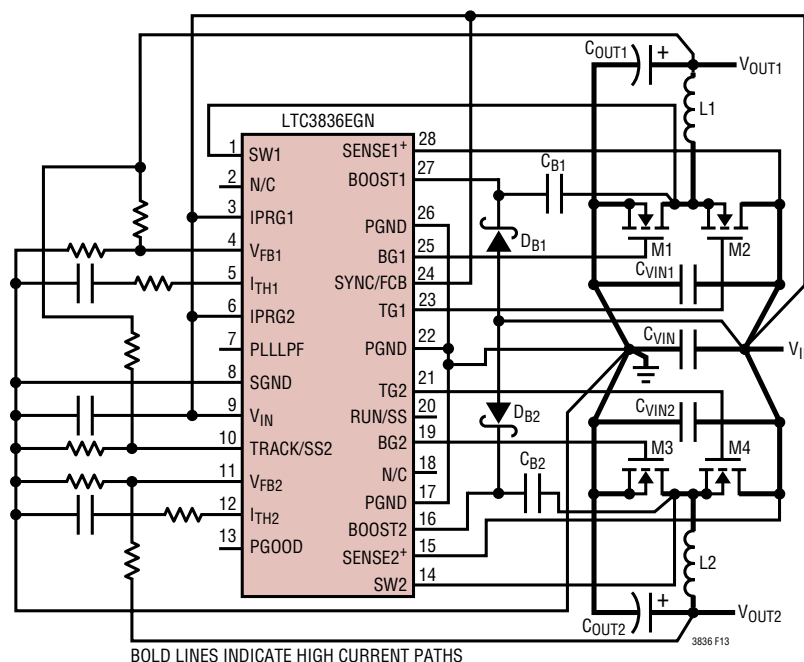 COUT1
+
VOUT1
L1
LTC3836EGN
1 SW1
2 N/C
3 IPRG1
4 VFB1
5 ITH1
6 IPRG2
7 PLLLPF
8 SGND
9 VIN
10 TRACK/SS2
11 VFB2
12 ITH2
13 PGOOD
SENSE1+ 28
BOOST1 27
PGND 26
BG1 25
SYNC/FCB 24
TG1 23
PGND 22
TG2 21
RUN/SS 20
BG2 19
N/C 18
PGND 17
BOOST2 16
SENSE2+ 15
SW2 14
CB1
DB1
M1
M2
CVIN1
CVIN
VI
DB2
CVIN2
CB2
M3
M4
L2
COUT2
+
VOUT2
3836 F13
BOLD LINES INDICATE HIGH CURRENT PATHS